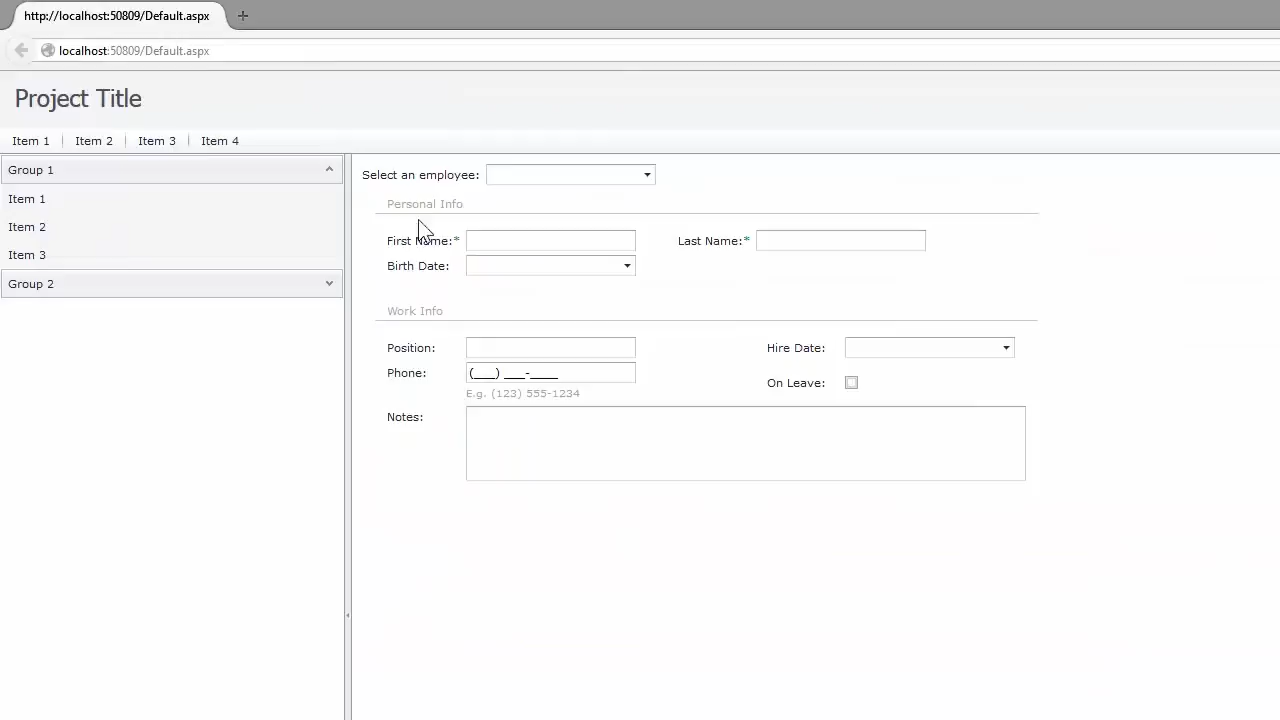 http://localhost:50809/Default.aspx
localhost:50809/Default.aspx
Project Title
Item 1 Item 2 Item 3 Item 4
Group 1
Item 1
Item 2
Item 3
Group 2
Select an employee:
Personal Info
First Name:* Last Name:*
Birth Date:
Work Info
Position: Hire Date:
Phone: (___) ___-____ On Leave:
E.g. (123) 555-1234
Notes: